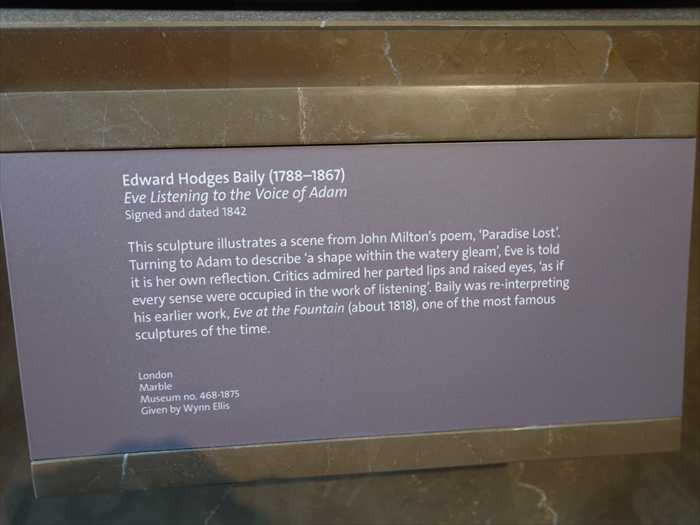 Edward Hodges Baily (1788–1867)
Eve Listening to the Voice of Adam
Signed and dated 1842
This sculpture illustrates a scene from John Milton's poem, 'Paradise Lost'.
Turning to Adam to describe 'a shape within the watery gleam', Eve is told
it is her own reflection. Critics admired her parted lips and raised eyes, 'as if
every sense were occupied in the work of listening'. Baily was re-interpreting
his earlier work, Eve at the Fountain (about 1818), one of the most famous
sculptures of the time.
London
Marble
Museum no. 468-1875
Given by Wynn Ellis